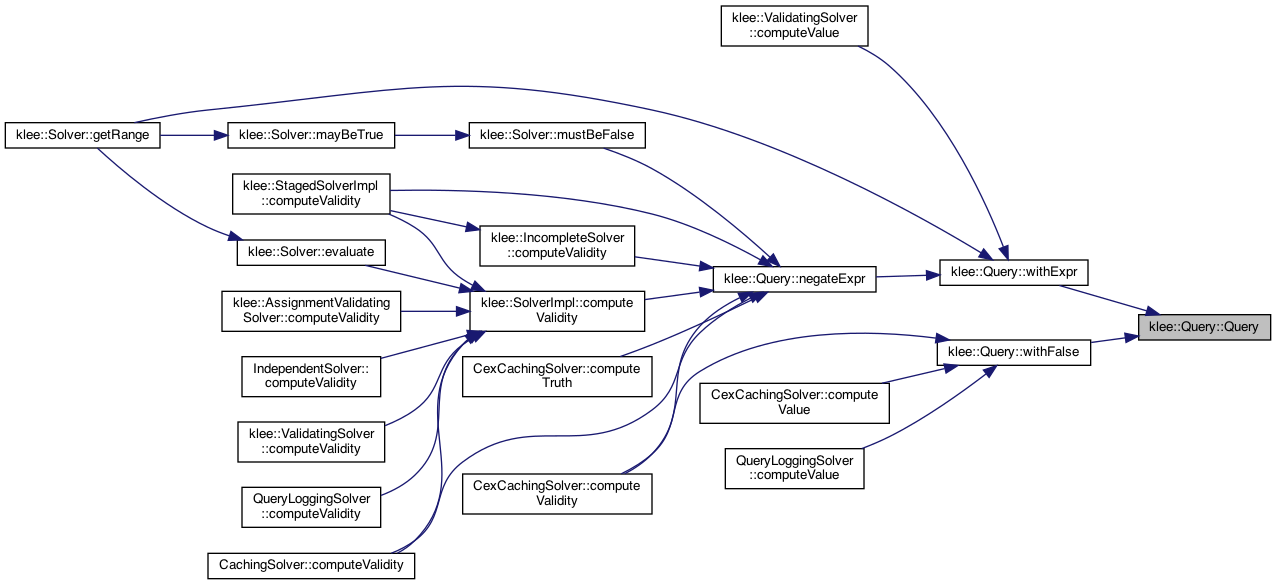 klee::ValidatingSolver
::computeValue
klee::Solver::getRange
klee::Solver::mayBeTrue
klee::Solver::mustBeFalse
klee::StagedSolverImpl
::computeValidity
klee::IncompleteSolver
::computeValidity
klee::Solver::evaluate
klee::Query::negateExpr
klee::Query::withExpr
klee::AssignmentValidating
Solver::computeValidity
klee::SolverImpl::compute
Validity
klee::Query::Query
klee::Query::withFalse
IndependentSolver::
computeValidity
CexCachingSolver::compute
Truth
CexCachingSolver::compute
Value
klee::ValidatingSolver
::computeValidity
QueryLoggingSolver
::computeValue
QueryLoggingSolver
::computeValidity
CexCachingSolver::compute
Validity
CachingSolver::computeValidity